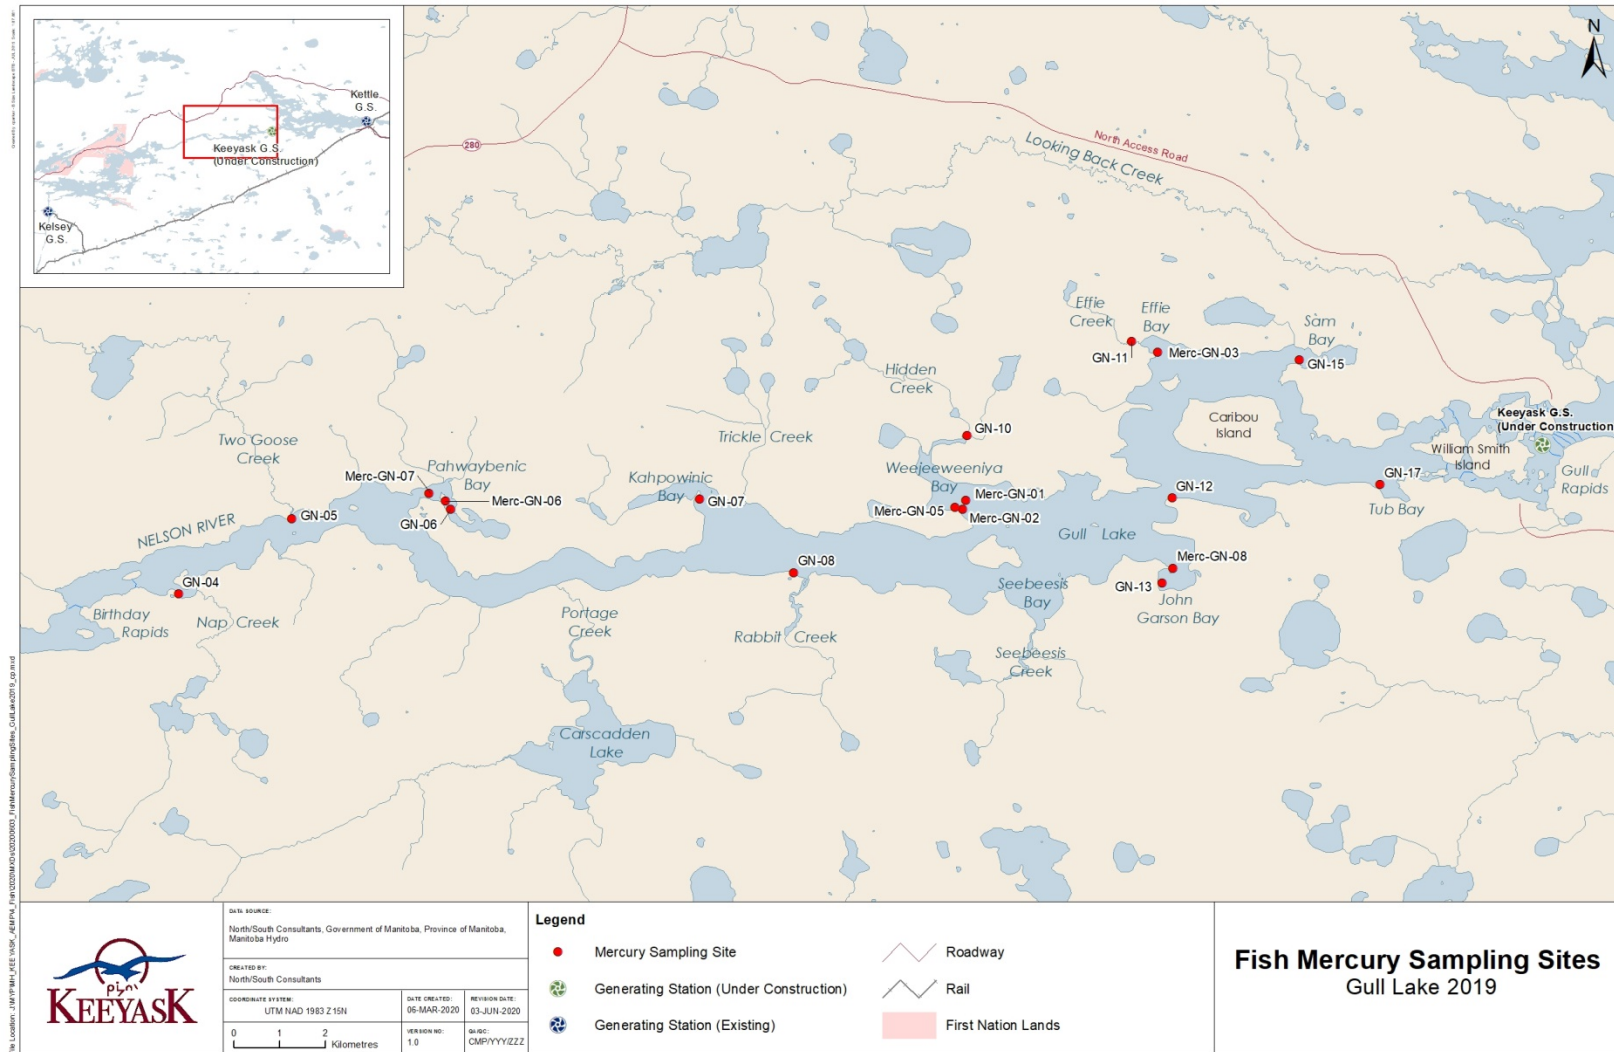 Kettle
G.S.
Keeyask G.S.
(Under Construction)
Kelsey
G.S.
N
280
North Access Road
Looking Back Creek
Effie
Creek
Effie
Bay
Sam
Bay
GN-11
Merc-GN-03
GN-15
Hidden
Creek
Caribou
Island
Keeyask G.S.
(Under Construction)
GN-10
Two Goose
Creek
Trickle Creek
William Smith
Island
Pahwaybenic
Bay
Weejeeweeniya
Bay
Gull
Rapids
Merc-GN-07
Kahpowinic
Bay
GN-17
GN-12
Merc-GN-06
GN-07
Merc-GN-01
Merc-GN-05
Merc-GN-02
Tub Bay
GN-05
GN-06
NELSON RIVER
Gull Lake
GN-08
Merc-GN-08
GN-04
Seebeesis
Bay
GN-13
John
Garson Bay
Birthday
Rapids
Nap Creek
Portage
Creek
Rabbit Creek
Seebeesis
Creek
Carscadden
Lake
KEEYASK
DATA SOURCE:
North/South Consultants, Government of Manitoba, Province of Manitoba,
Manitoba Hydro
CREATED BY:
North/South Consultants
COORDINATE SYSTEM:
UTM NAD 1983 Z15N
DATE CREATED:
06-MAR-2020
REVISION DATE:
03-JUN-2020
0 1 2
Kilometres
VERSION NO:
1.0
QA/QC:
CMP/YYY/ZZZ
Legend
Mercury Sampling Site
Generating Station (Under Construction)
Generating Station (Existing)
Roadway
Rail
First Nation Lands
Fish Mercury Sampling Sites
Gull Lake 2019